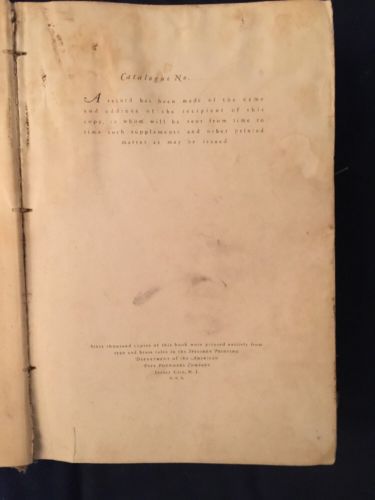 Catalogue No....
A record has been made of the name
and address of the recipient of this
copy, to whom will be sent from time to
time such supplements and other printed
matter as may be issued
thousand copies of this book were printed entirely from
type and brass rules in the Specimen Printing
Department of the American
Type Founders Company
Jersey City, N. J.